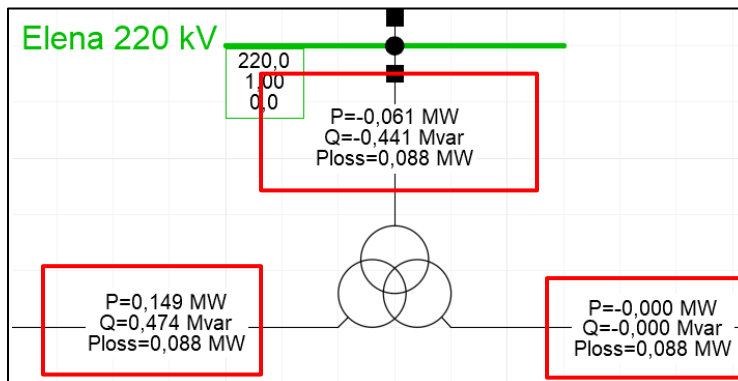 Elena 220 kV
220,0
1,00
0,0
P=-0,061 MW
Q=-0,441 Mvar
Ploss=0,088 MW
P=0,149 MW
Q=0,474 Mvar
Ploss=0,088 MW
P=-0,000 MW
Q=-0,000 Mvar
Ploss=0,088 MW